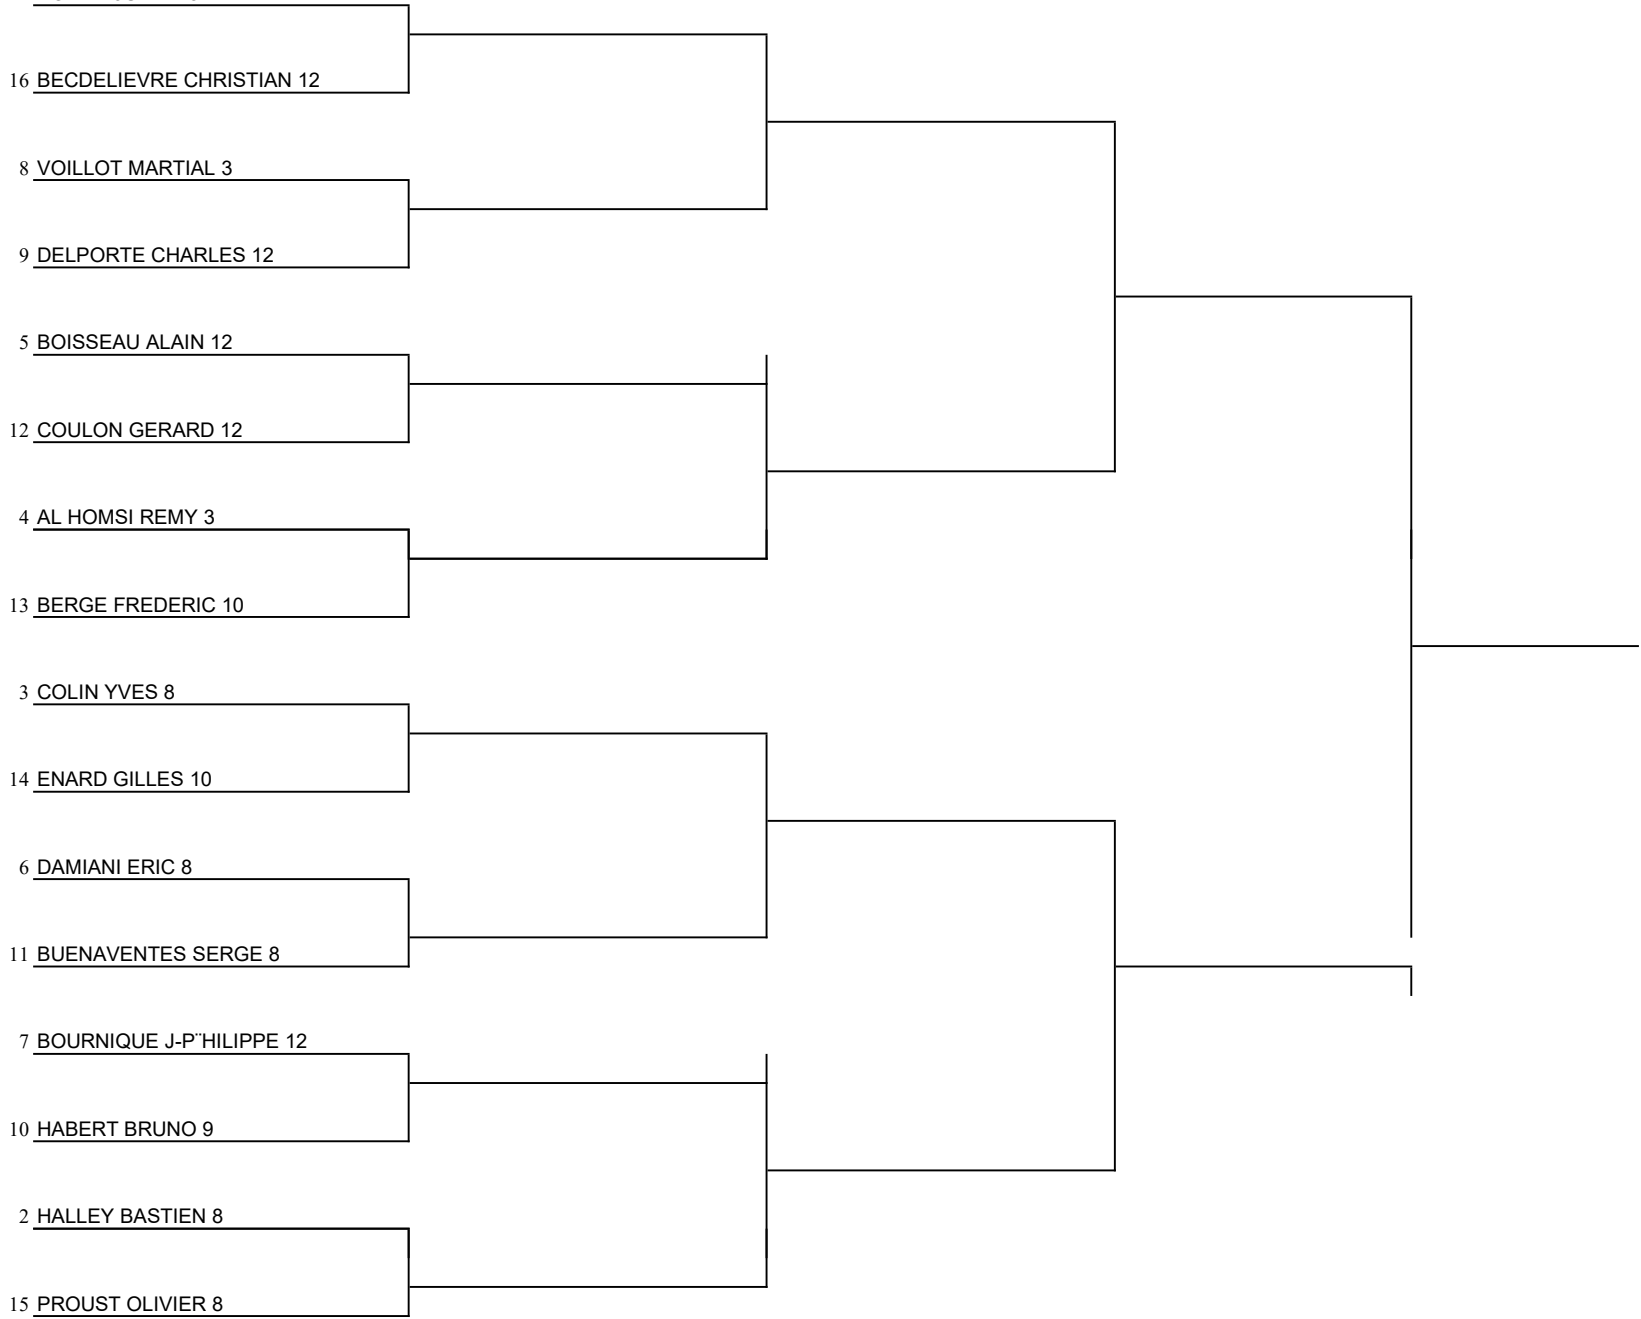 16 BECDELIEVRE CHRISTIAN 12
8 VOILLOT MARTIAL 3
9 DELPORTE CHARLES 12
5 BOISSEAU ALAIN 12
12 COULON GERARD 12
4 AL HOMSI REMY 3
13 BERGE FREDERIC 10
3 COLIN YVES 8
14 ENARD GILLES 10
6 DAMIANI ERIC 8
11 BUENAVENTES SERGE 8
7 BOURNIQUE J-P¨HILIPPE 12
10 HABERT BRUNO 9
2 HALLEY BASTIEN 8
15 PROUST OLIVIER 8